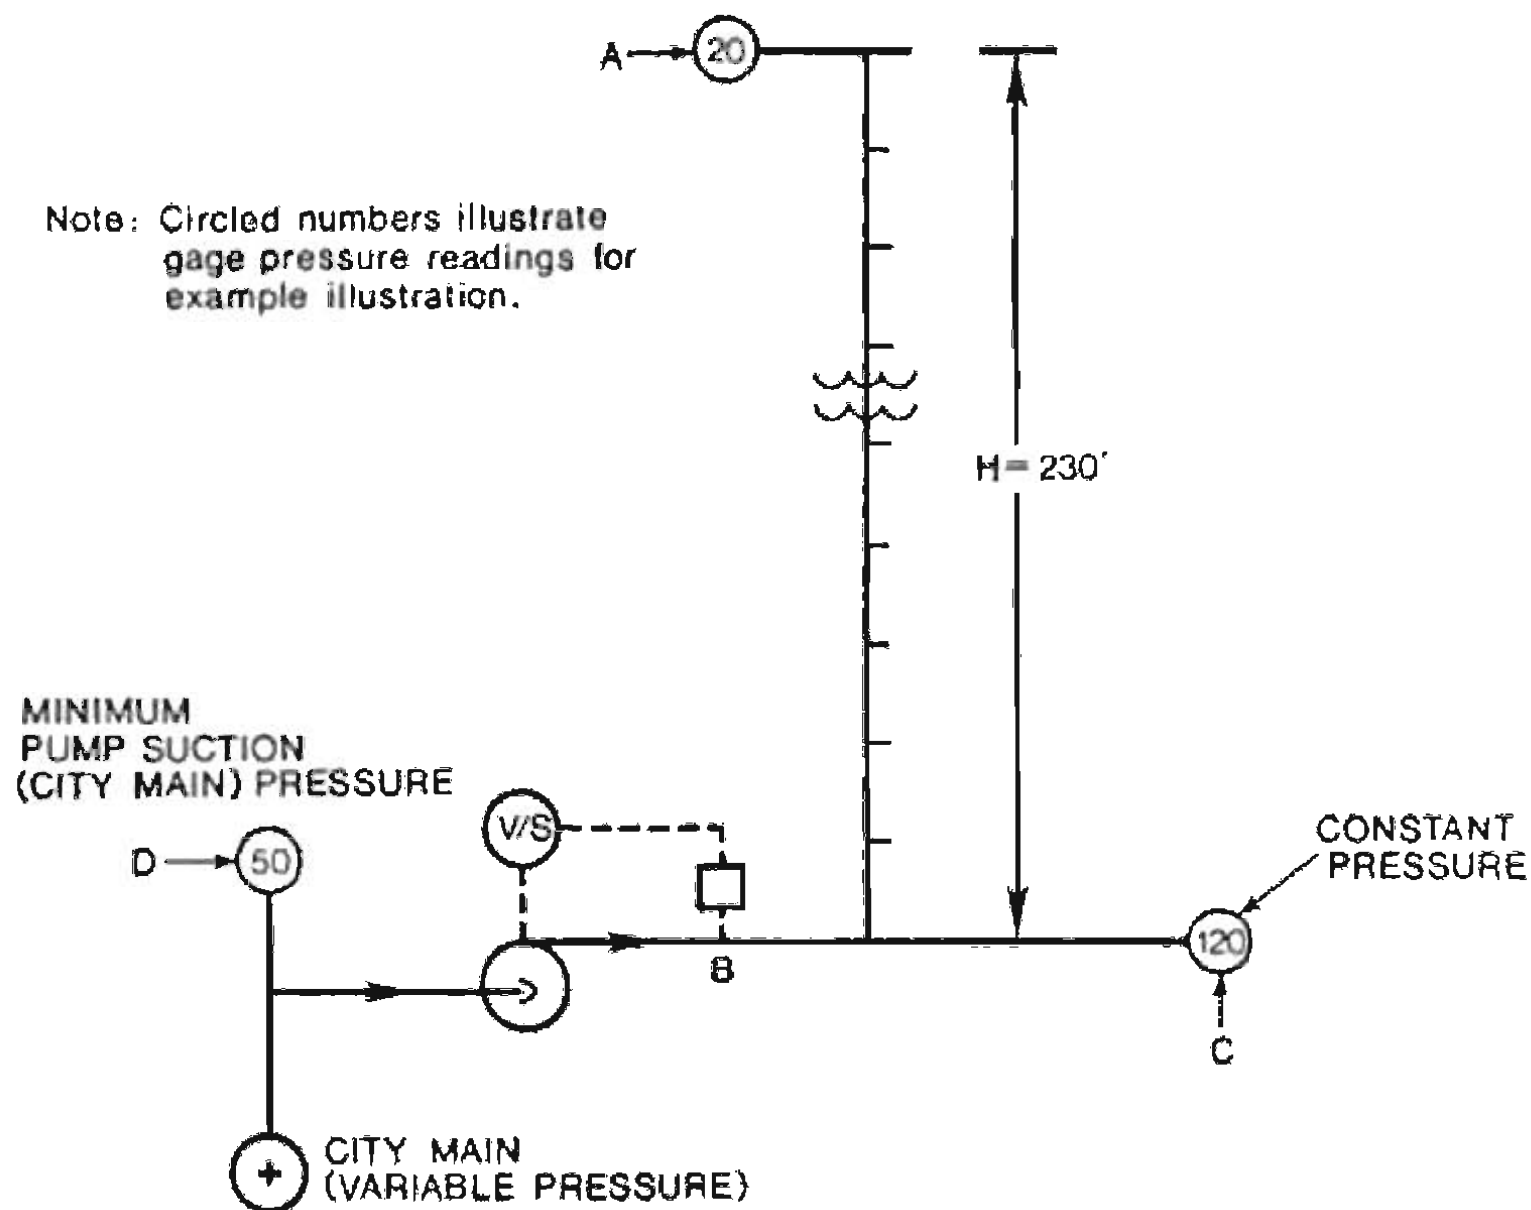 A
20
Note: Circled numbers illustrate
gage pressure readings for
example illustration.
H = 230'
MINIMUM
PUMP SUCTION
(CITY MAIN) PRESSURE
V/S
CONSTANT
PRESSURE
D
50
120
B
C
CITY MAIN
(VARIABLE PRESSURE)